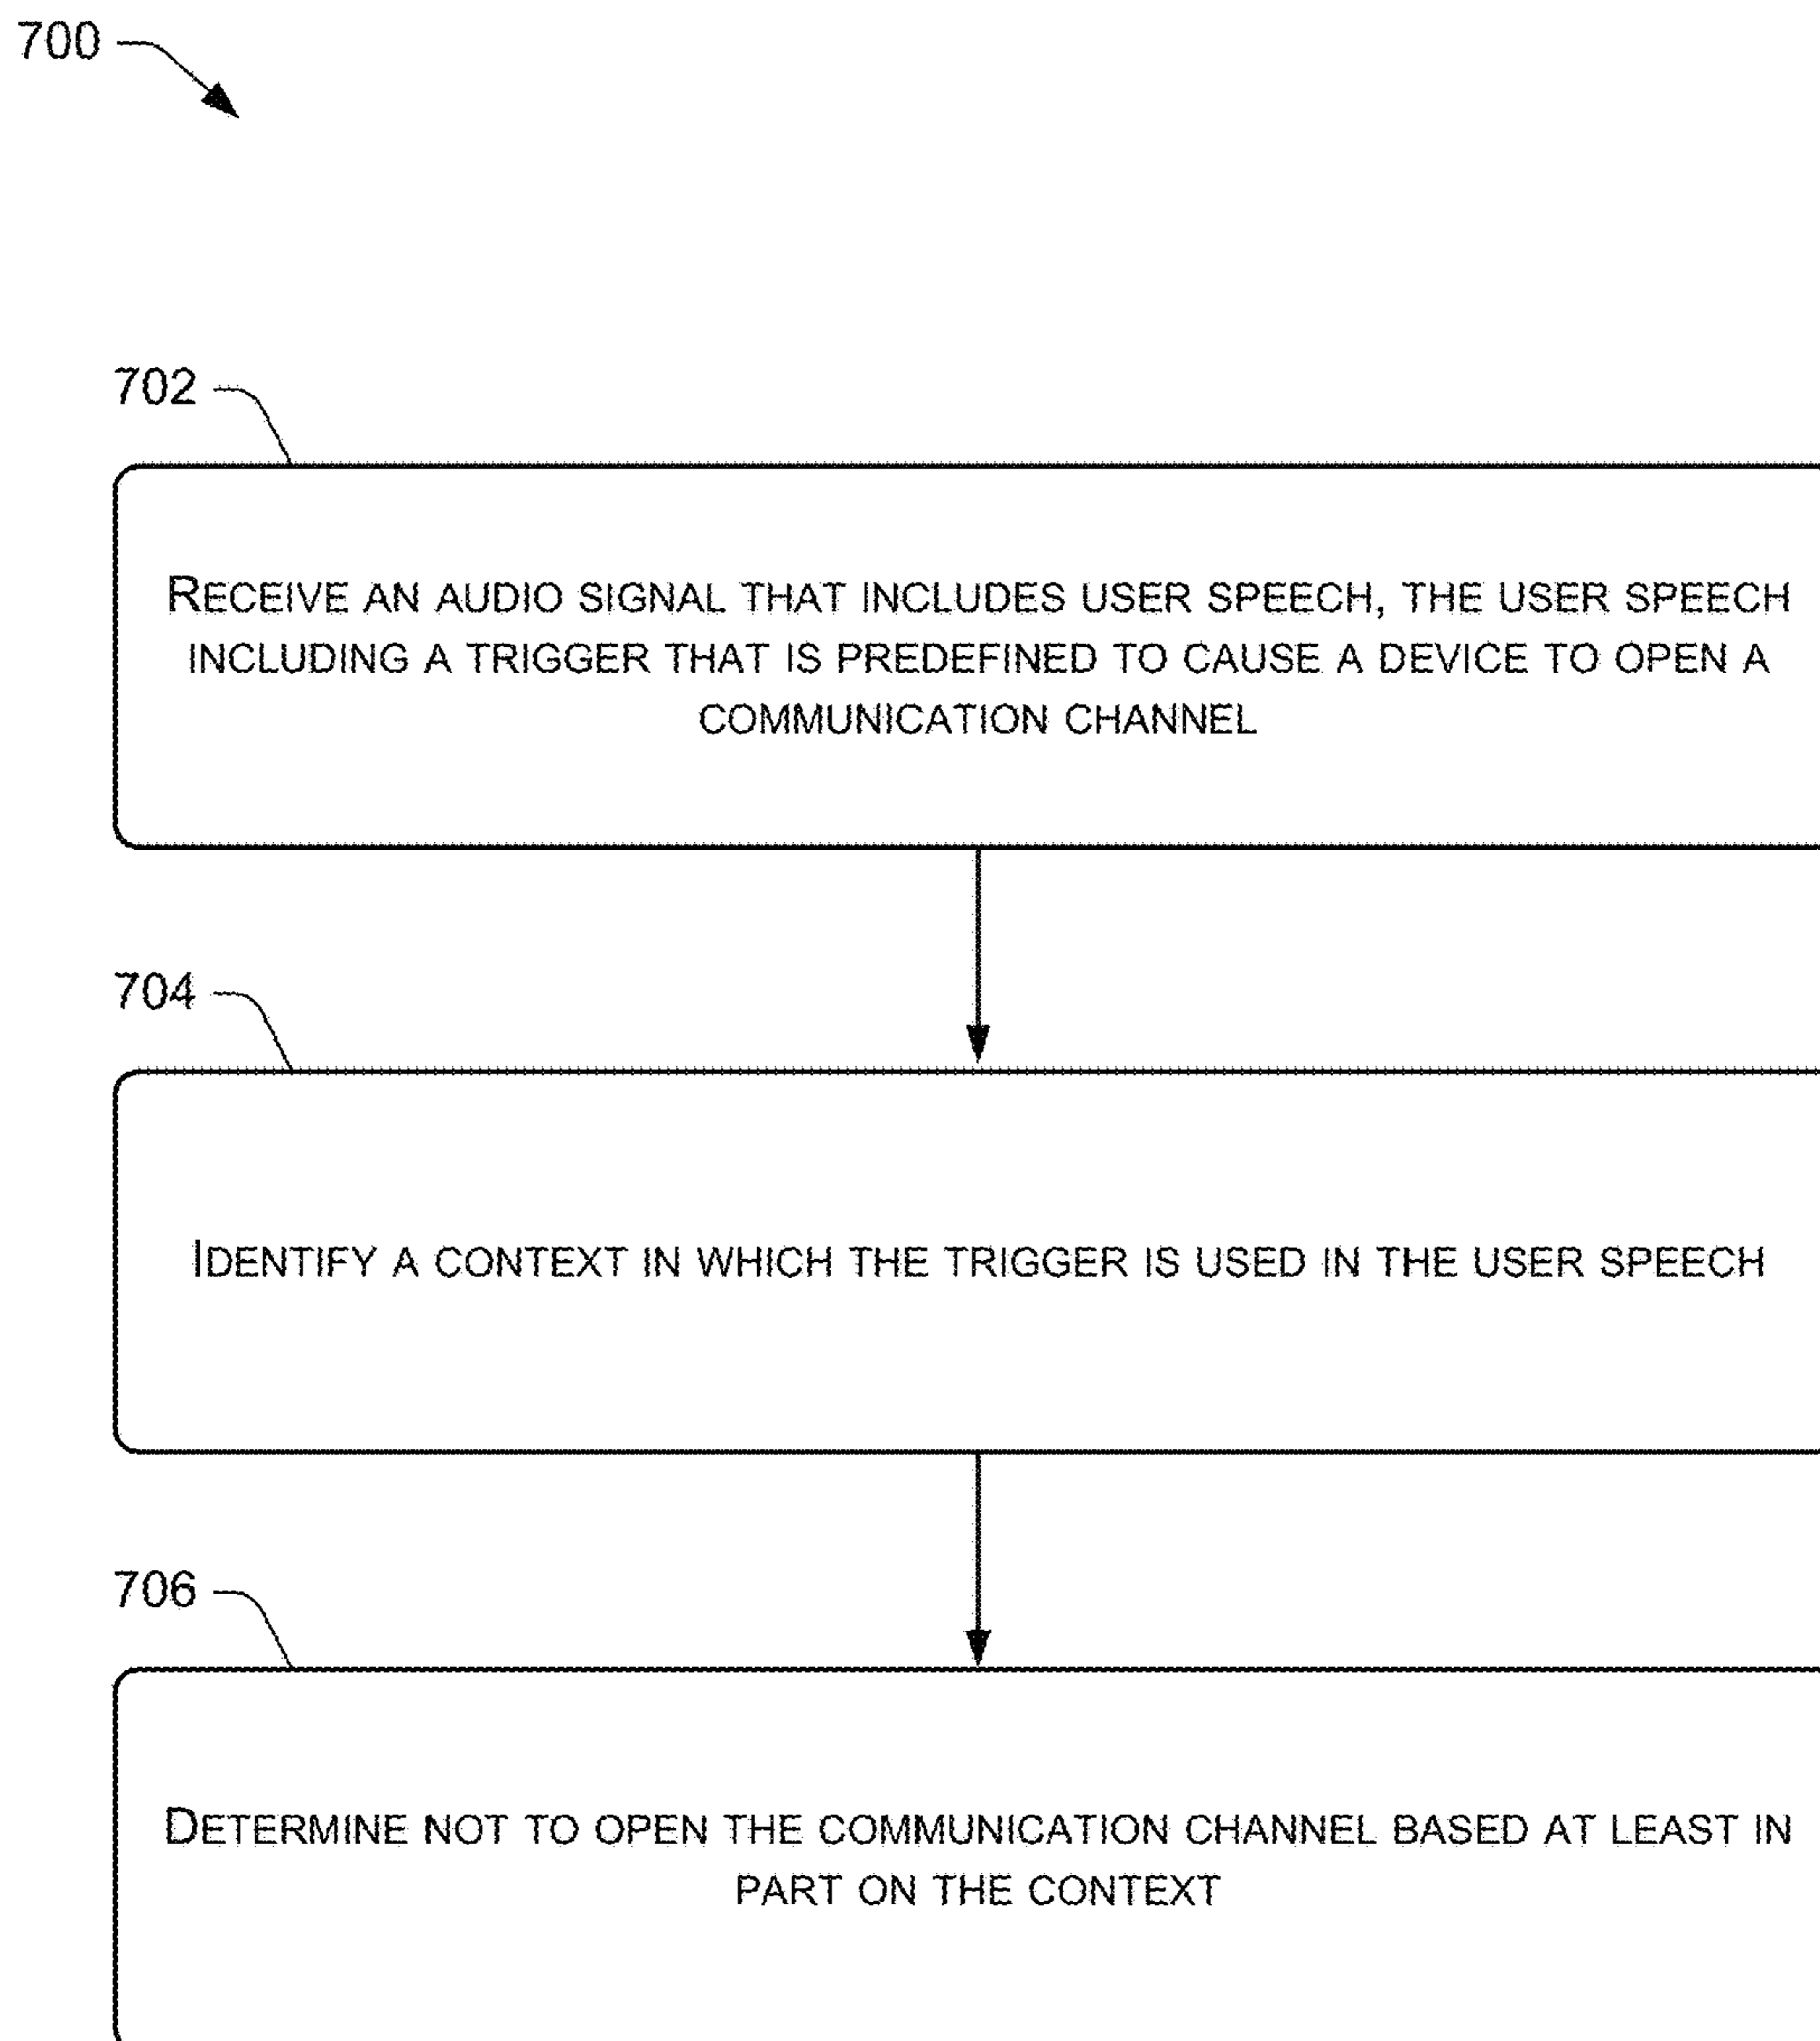 700
702
RECEIVE AN AUDIO SIGNAL THAT INCLUDES USER SPEECH, THE USER SPEECH
INCLUDING A TRIGGER THAT IS PREDEFINED TO CAUSE A DEVICE TO OPEN A
COMMUNICATION CHANNEL
704
IDENTIFY A CONTEXT IN WHICH THE TRIGGER IS USED IN THE USER SPEECH
706
DETERMINE NOT TO OPEN THE COMMUNICATION CHANNEL BASED AT LEAST IN
PART ON THE CONTEXT